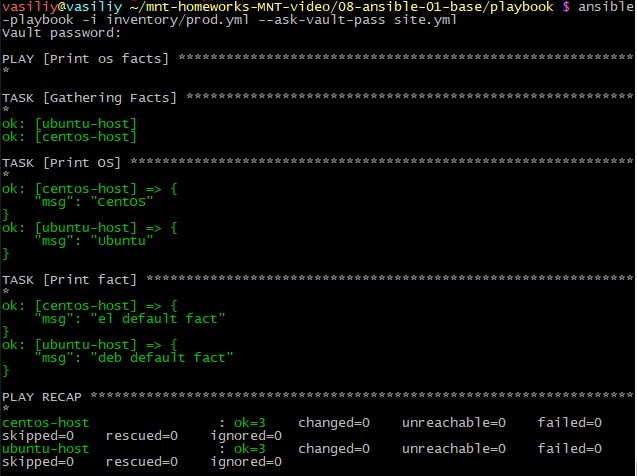 vasiliy@vasiliy ~/mnt-homeworks-MNT-video/08-ansible-01-base/playbook $ ansible
-playbook -i inventory/prod.yml --ask-vault-pass site.yml
Vault password:
PLAY [Print os facts] *********************************************************
*
TASK [Gathering Facts] ********************************************************
*
ok: [ubuntu-host]
ok: [centos-host]
TASK [Print OS] ***************************************************************
*
ok: [centos-host] => {
    "msg": "CentOS"
}
ok: [ubuntu-host] => {
    "msg": "Ubuntu"
}
TASK [Print fact] *************************************************************
*
ok: [centos-host] => {
    "msg": "el default fact"
}
ok: [ubuntu-host] => {
    "msg": "deb default fact"
}
PLAY RECAP ********************************************************************
*
centos-host                : ok=3    changed=0    unreachable=0    failed=0
skipped=0    rescued=0    ignored=0
ubuntu-host                : ok=3    changed=0    unreachable=0    failed=0
skipped=0    rescued=0    ignored=0